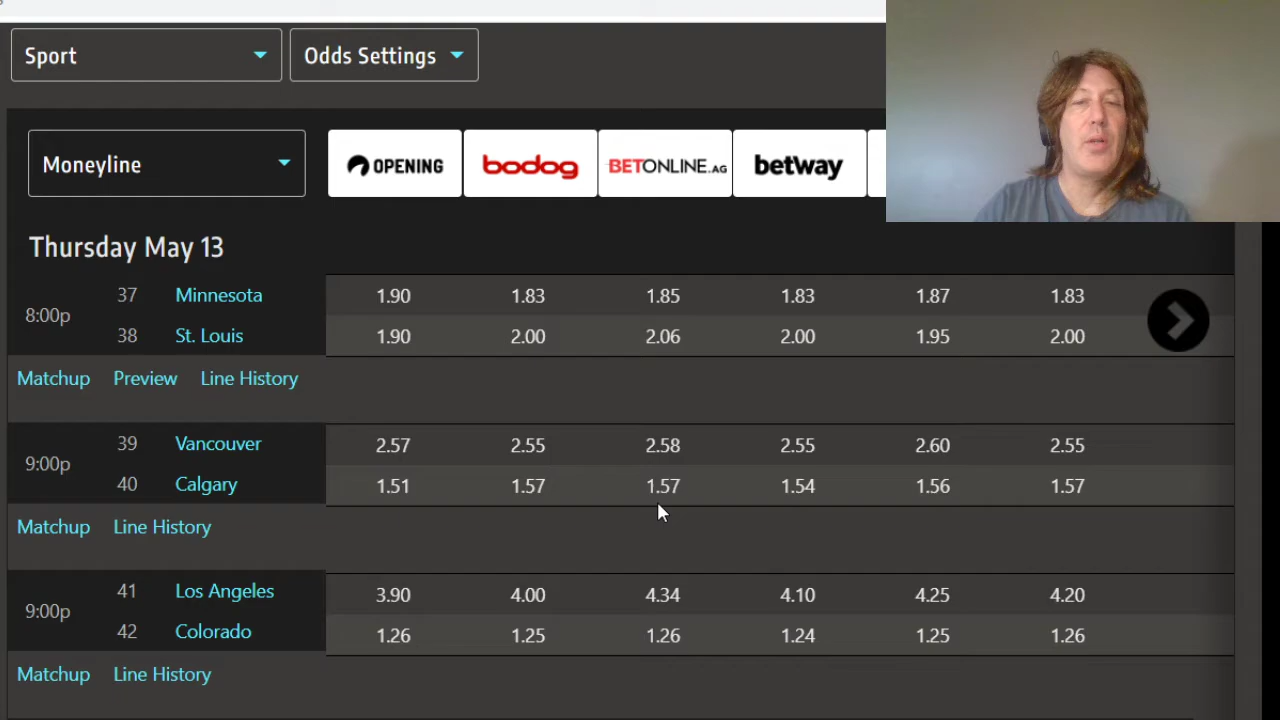 Sport Odds Settings
Moneyline OPENING bodog BETONLINE.AG betway
Thursday May 13
37 Minnesota 1.90 1.83 1.85 1.83 1.87 1.83
8:00p
38 St. Louis 1.90 2.00 2.06 2.00 1.95 2.00
Matchup Preview Line History
39 Vancouver 2.57 2.55 2.58 2.55 2.60 2.55
9:00p
40 Calgary 1.51 1.57 1.57 1.54 1.56 1.57
Matchup Line History
41 Los Angeles 3.90 4.00 4.34 4.10 4.25 4.20
9:00p
42 Colorado 1.26 1.25 1.26 1.24 1.25 1.26
Matchup Line History